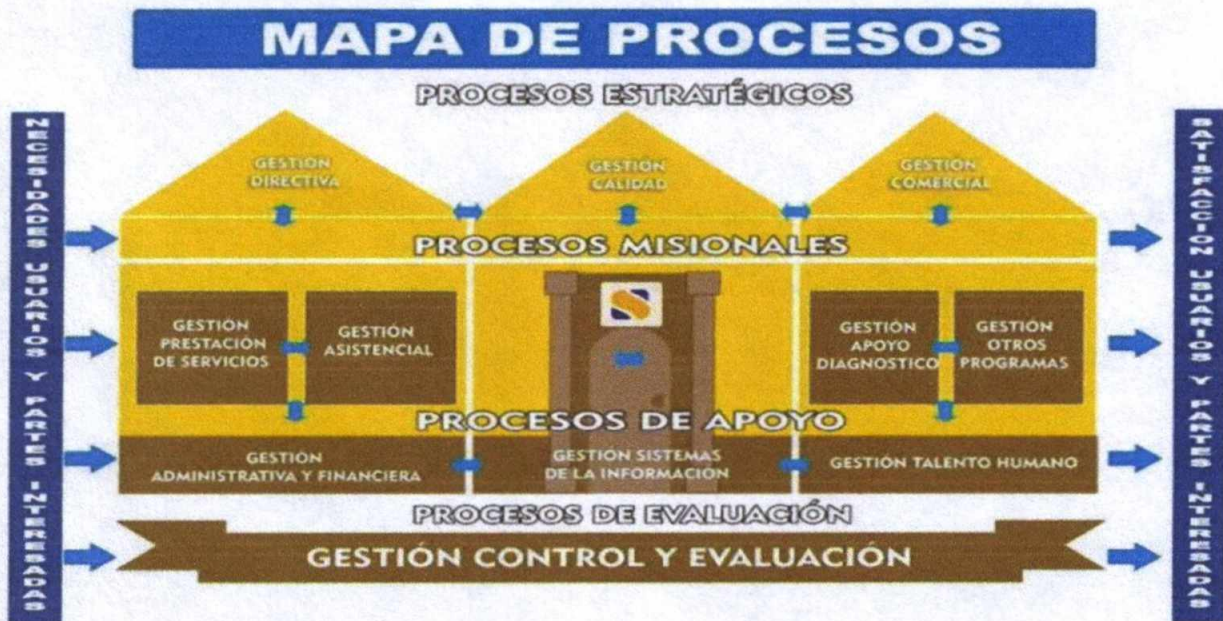 MAPA DE PROCESOS
PROCESOS ESTRATÉGICOS
NECESIDADES USUARIOS Y PARTES INTERESADAS
GESTIÓN
DIRECTIVA
GESTIÓN
CALIDAD
GESTIÓN
COMERCIAL
SATISFACCION USUARIOS Y PARTES INTERESADAS
PROCESOS MISIONALES
GESTIÓN
PRESTACIÓN
DE SERVICIOS
GESTIÓN
ASISTENCIAL
GESTIÓN
APOYO
DIAGNOSTICO
GESTIÓN
OTROS
PROGRAMAS
PROCESOS DE APOYO
GESTIÓN
ADMINISTRATIVA Y FINANCIERA
GESTIÓN SISTEMAS
DE LA INFORMACIÓN
GESTIÓN TALENTO HUMANO
PROCESOS DE EVALUACIÓN
GESTIÓN CONTROL Y EVALUACIÓN